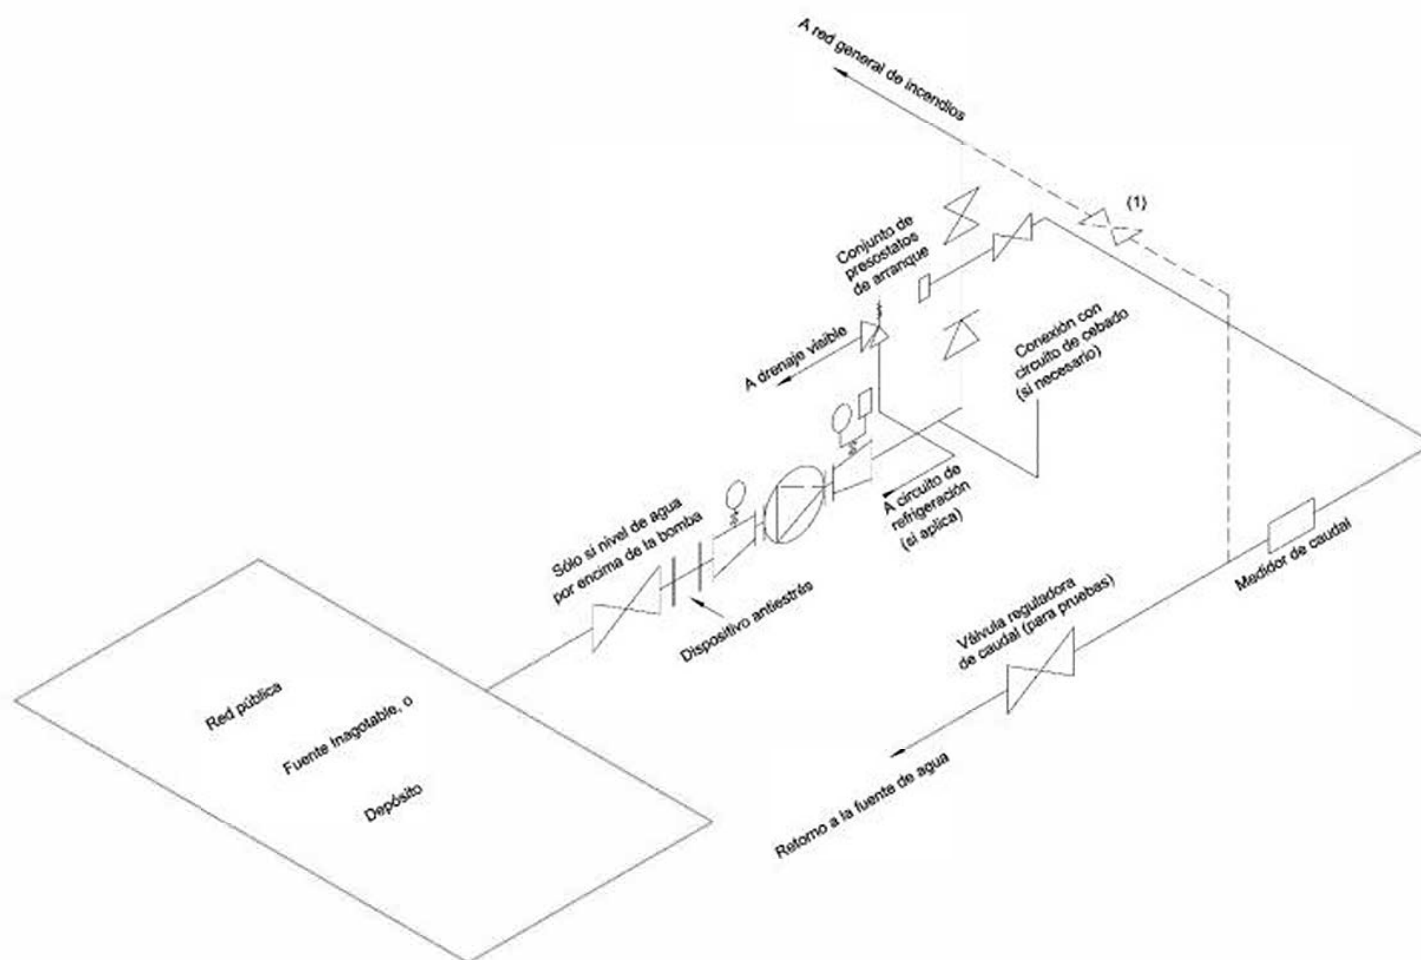 A red general de incendios
(1)
Conjunto de
presostatos
de arranque
A drenaje visible
Conexión con
circuito de cebado
(si necesario)
A circuito de
refrigeración
(si aplica)
Sólo si nivel de agua
por encima de la bomba
Dispositivo antiestrés
Medidor de caudal
Válvula reguladora
de caudal (para pruebas)
Retorno a la fuente de agua
Red pública
Fuente Inagotable, o
Depósito